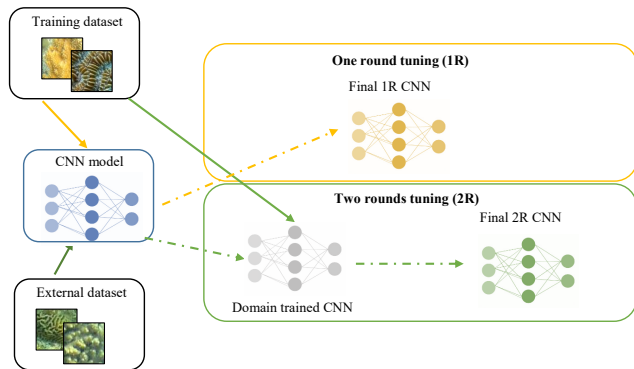 Training dataset
One round tuning (1R)
Final 1R CNN
CNN model
Two rounds tuning (2R)
Final 2R CNN
External dataset
Domain trained CNN